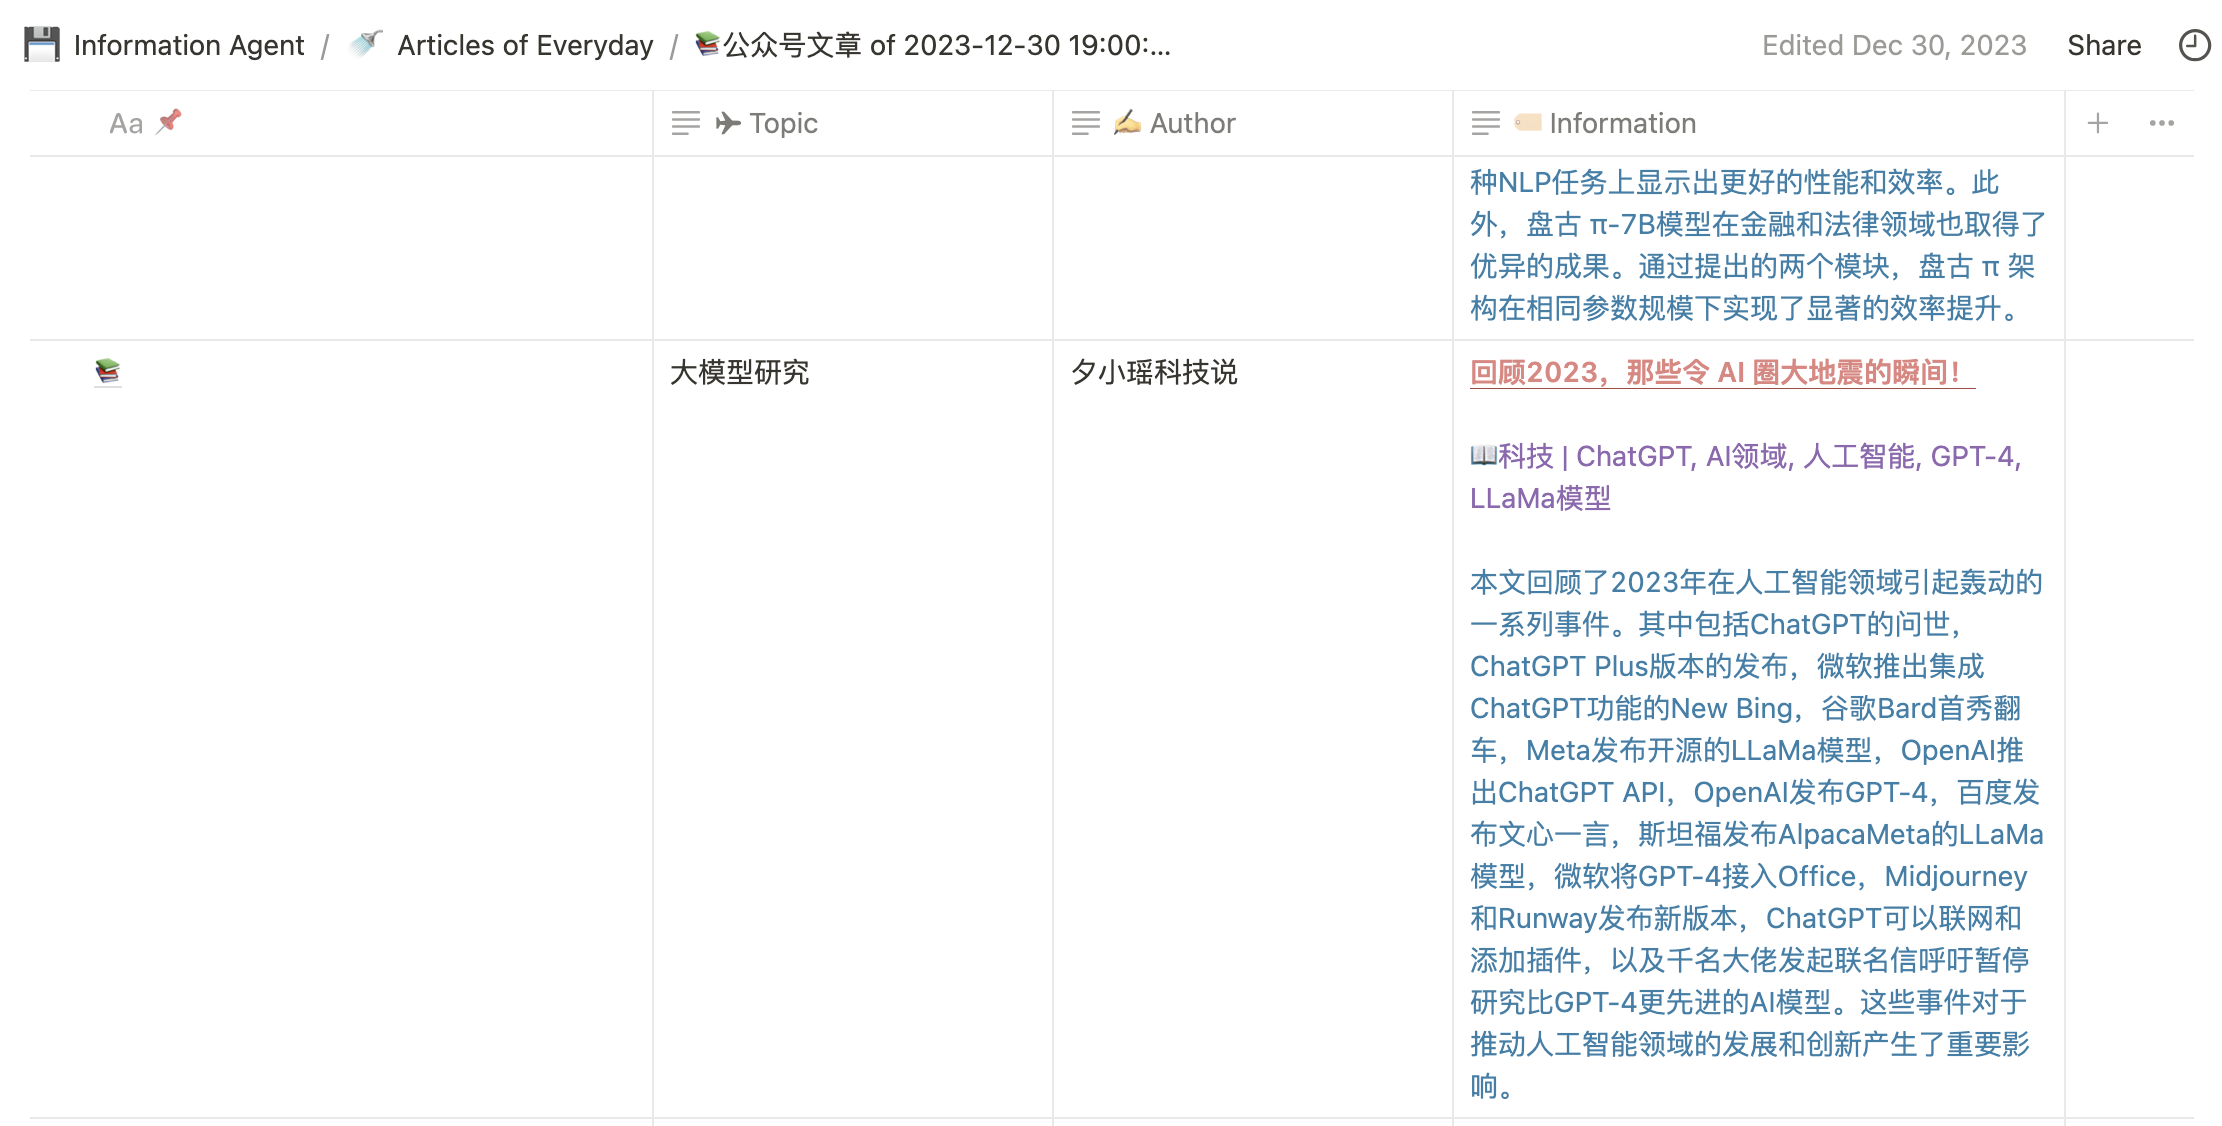 Information Agent / Articles of Everyday / 公众号文章 of 2023-12-30 19:00:...
Edited Dec 30, 2023 Share
Aa
Topic
Author
Information
种NLP任务上显示出更好的性能和效率。此
外，盘古 π-7B模型在金融和法律领域也取得了
优异的成果。通过提出的两个模块，盘古 π 架
构在相同参数规模下实现了显著的效率提升。
大模型研究
夕小瑶科技说
回顾2023，那些令 AI 圈大地震的瞬间！
科技 | ChatGPT, AI领域, 人工智能, GPT-4,
LLaMa模型
本文回顾了2023年在人工智能领域引起轰动的
一系列事件。其中包括ChatGPT的问世，
ChatGPT Plus版本的发布，微软推出集成
ChatGPT功能的New Bing，谷歌Bard首秀翻
车，Meta发布开源的LLaMa模型，OpenAI推
出ChatGPT API，OpenAI发布GPT-4，百度发
布文心一言，斯坦福发布AlpacaMeta的LLaMa
模型，微软将GPT-4接入Office，Midjourney
和Runway发布新版本，ChatGPT可以联网和
添加插件，以及千名大佬发起联名信呼吁暂停
研究比GPT-4更先进的AI模型。这些事件对于
推动人工智能领域的发展和创新产生了重要影
响。